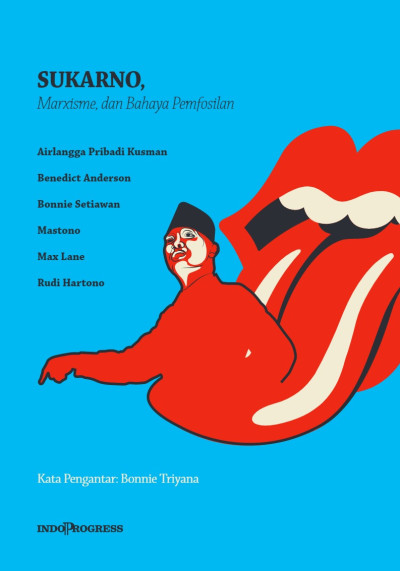 SUKARNO,
Marxisme, dan Bahaya Pemfosilan
Airlangga Pribadi Kusman
Benedict Anderson
Bonnie Setiawan
Mastono
Max Lane
Rudi Hartono
Kata Pengantar: Bonnie Triyana
INDOPROGRESS